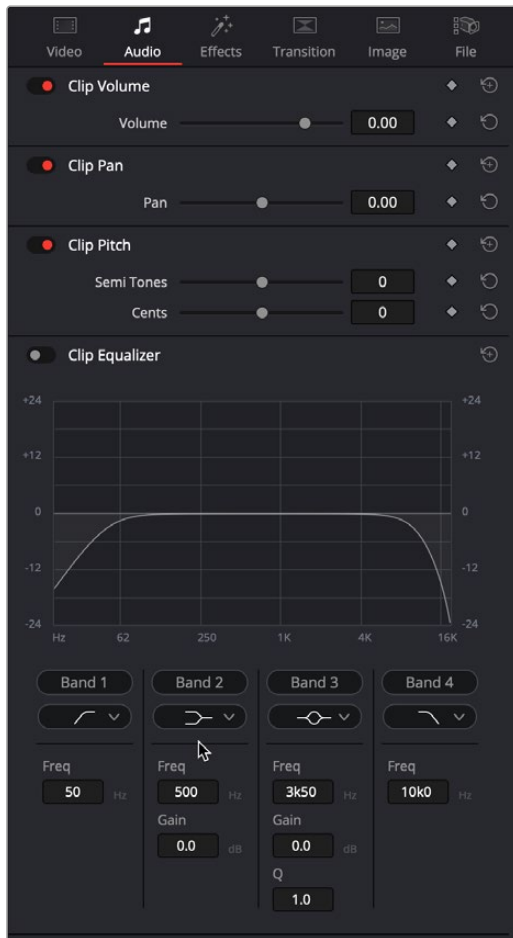 Video Audio Effects Transition Image File
Clip Volume
Volume 0.00
Clip Pan
Pan 0.00
Clip Pitch
Semi Tones 0
Cents 0
Clip Equalizer
+24 +24
+12 +12
0 0
-12 -12
-24 -24
Hz 62 250 1K 4K 16K
Band 1 Band 2 Band 3 Band 4
Freq Freq Freq Freq
50 Hz 500 Hz 3k50 Hz 10k0 Hz
Gain Gain
0.0 dB 0.0 dB
Q
1.0